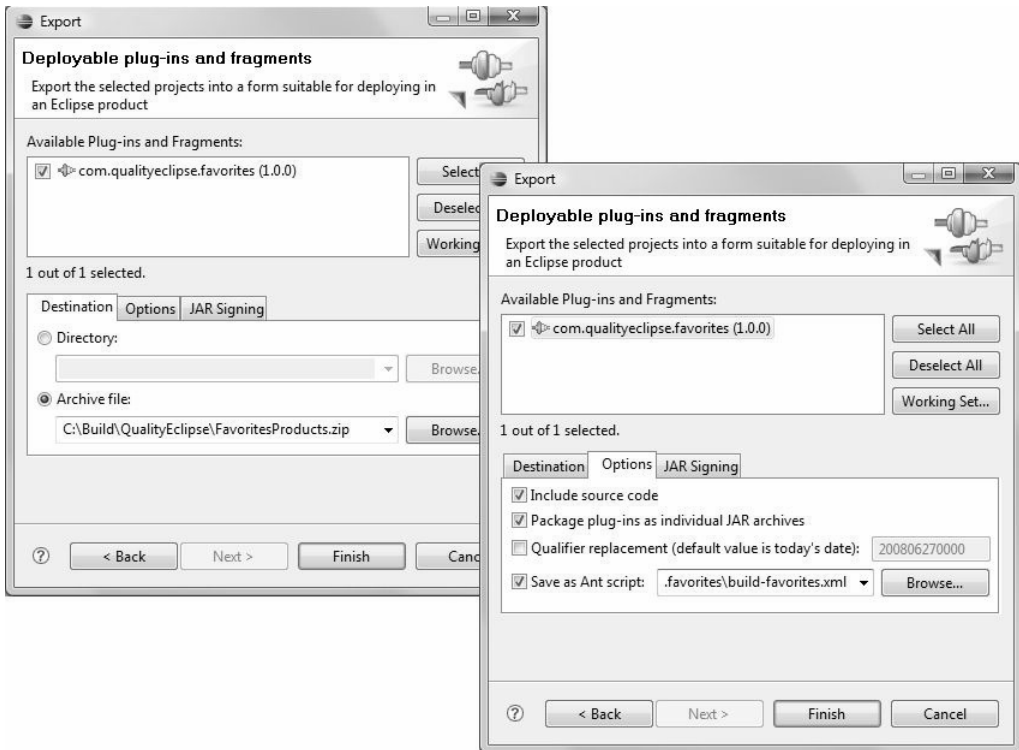 Export
Deployable plug-ins and fragments
Export the selected projects into a form suitable for deploying in
an Eclipse product
Available Plug-ins and Fragments:
com.qualityeclipse.favorites (1.0.0)
Select
Deselec
Working
1 out of 1 selected.
Destination Options JAR Signing
Directory:
Browse.
Archive file:
C:\Build\QualityEclipse\FavoritesProducts.zip Browse.
? < Back Next > Finish Canc
Export
Deployable plug-ins and fragments
Export the selected projects into a form suitable for deploying in
an Eclipse product
Available Plug-ins and Fragments:
com.qualityeclipse.favorites (1.0.0)
Select All
Deselect All
Working Set...
1 out of 1 selected.
Destination Options JAR Signing
Include source code
Package plug-ins as individual JAR archives
Qualifier replacement (default value is today's date): 200806270000
Save as Ant script: .favorites\build-favorites.xml Browse...
? < Back Next > Finish Cancel